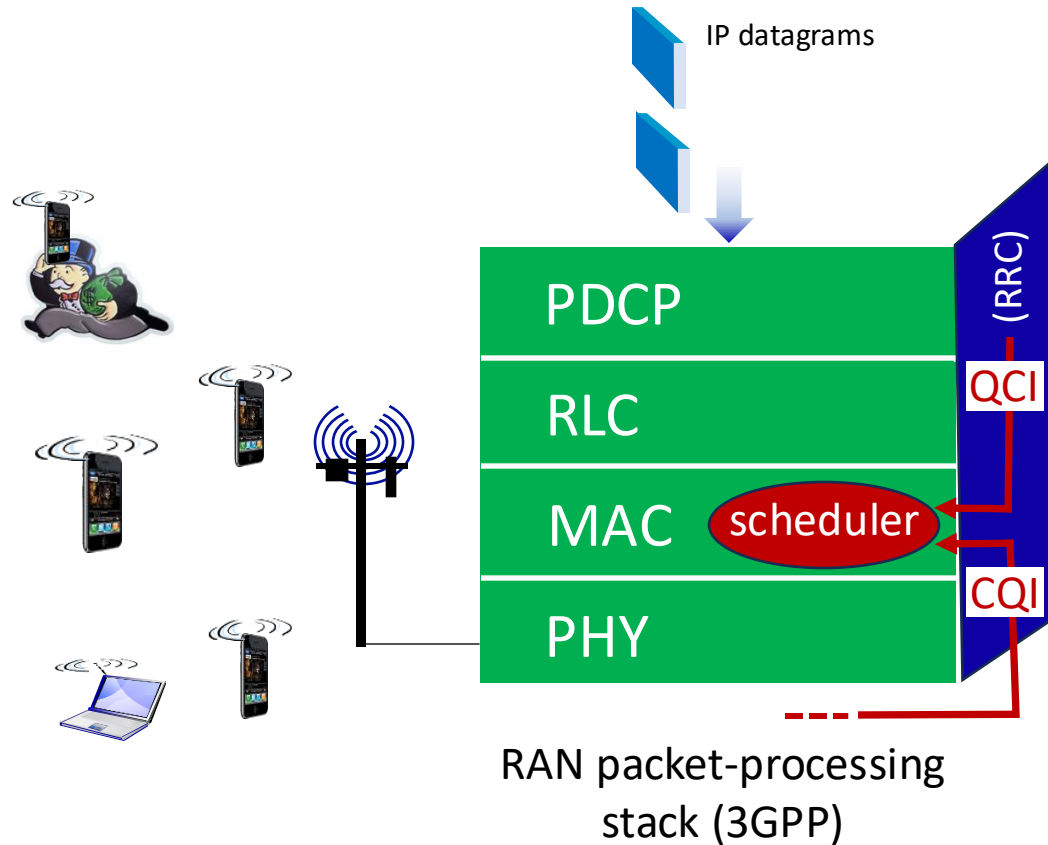 IP datagrams
PDCP
(RRC)
QCI
RLC
MAC
scheduler
CQI
PHY
RAN packet-processing
stack (3GPP)